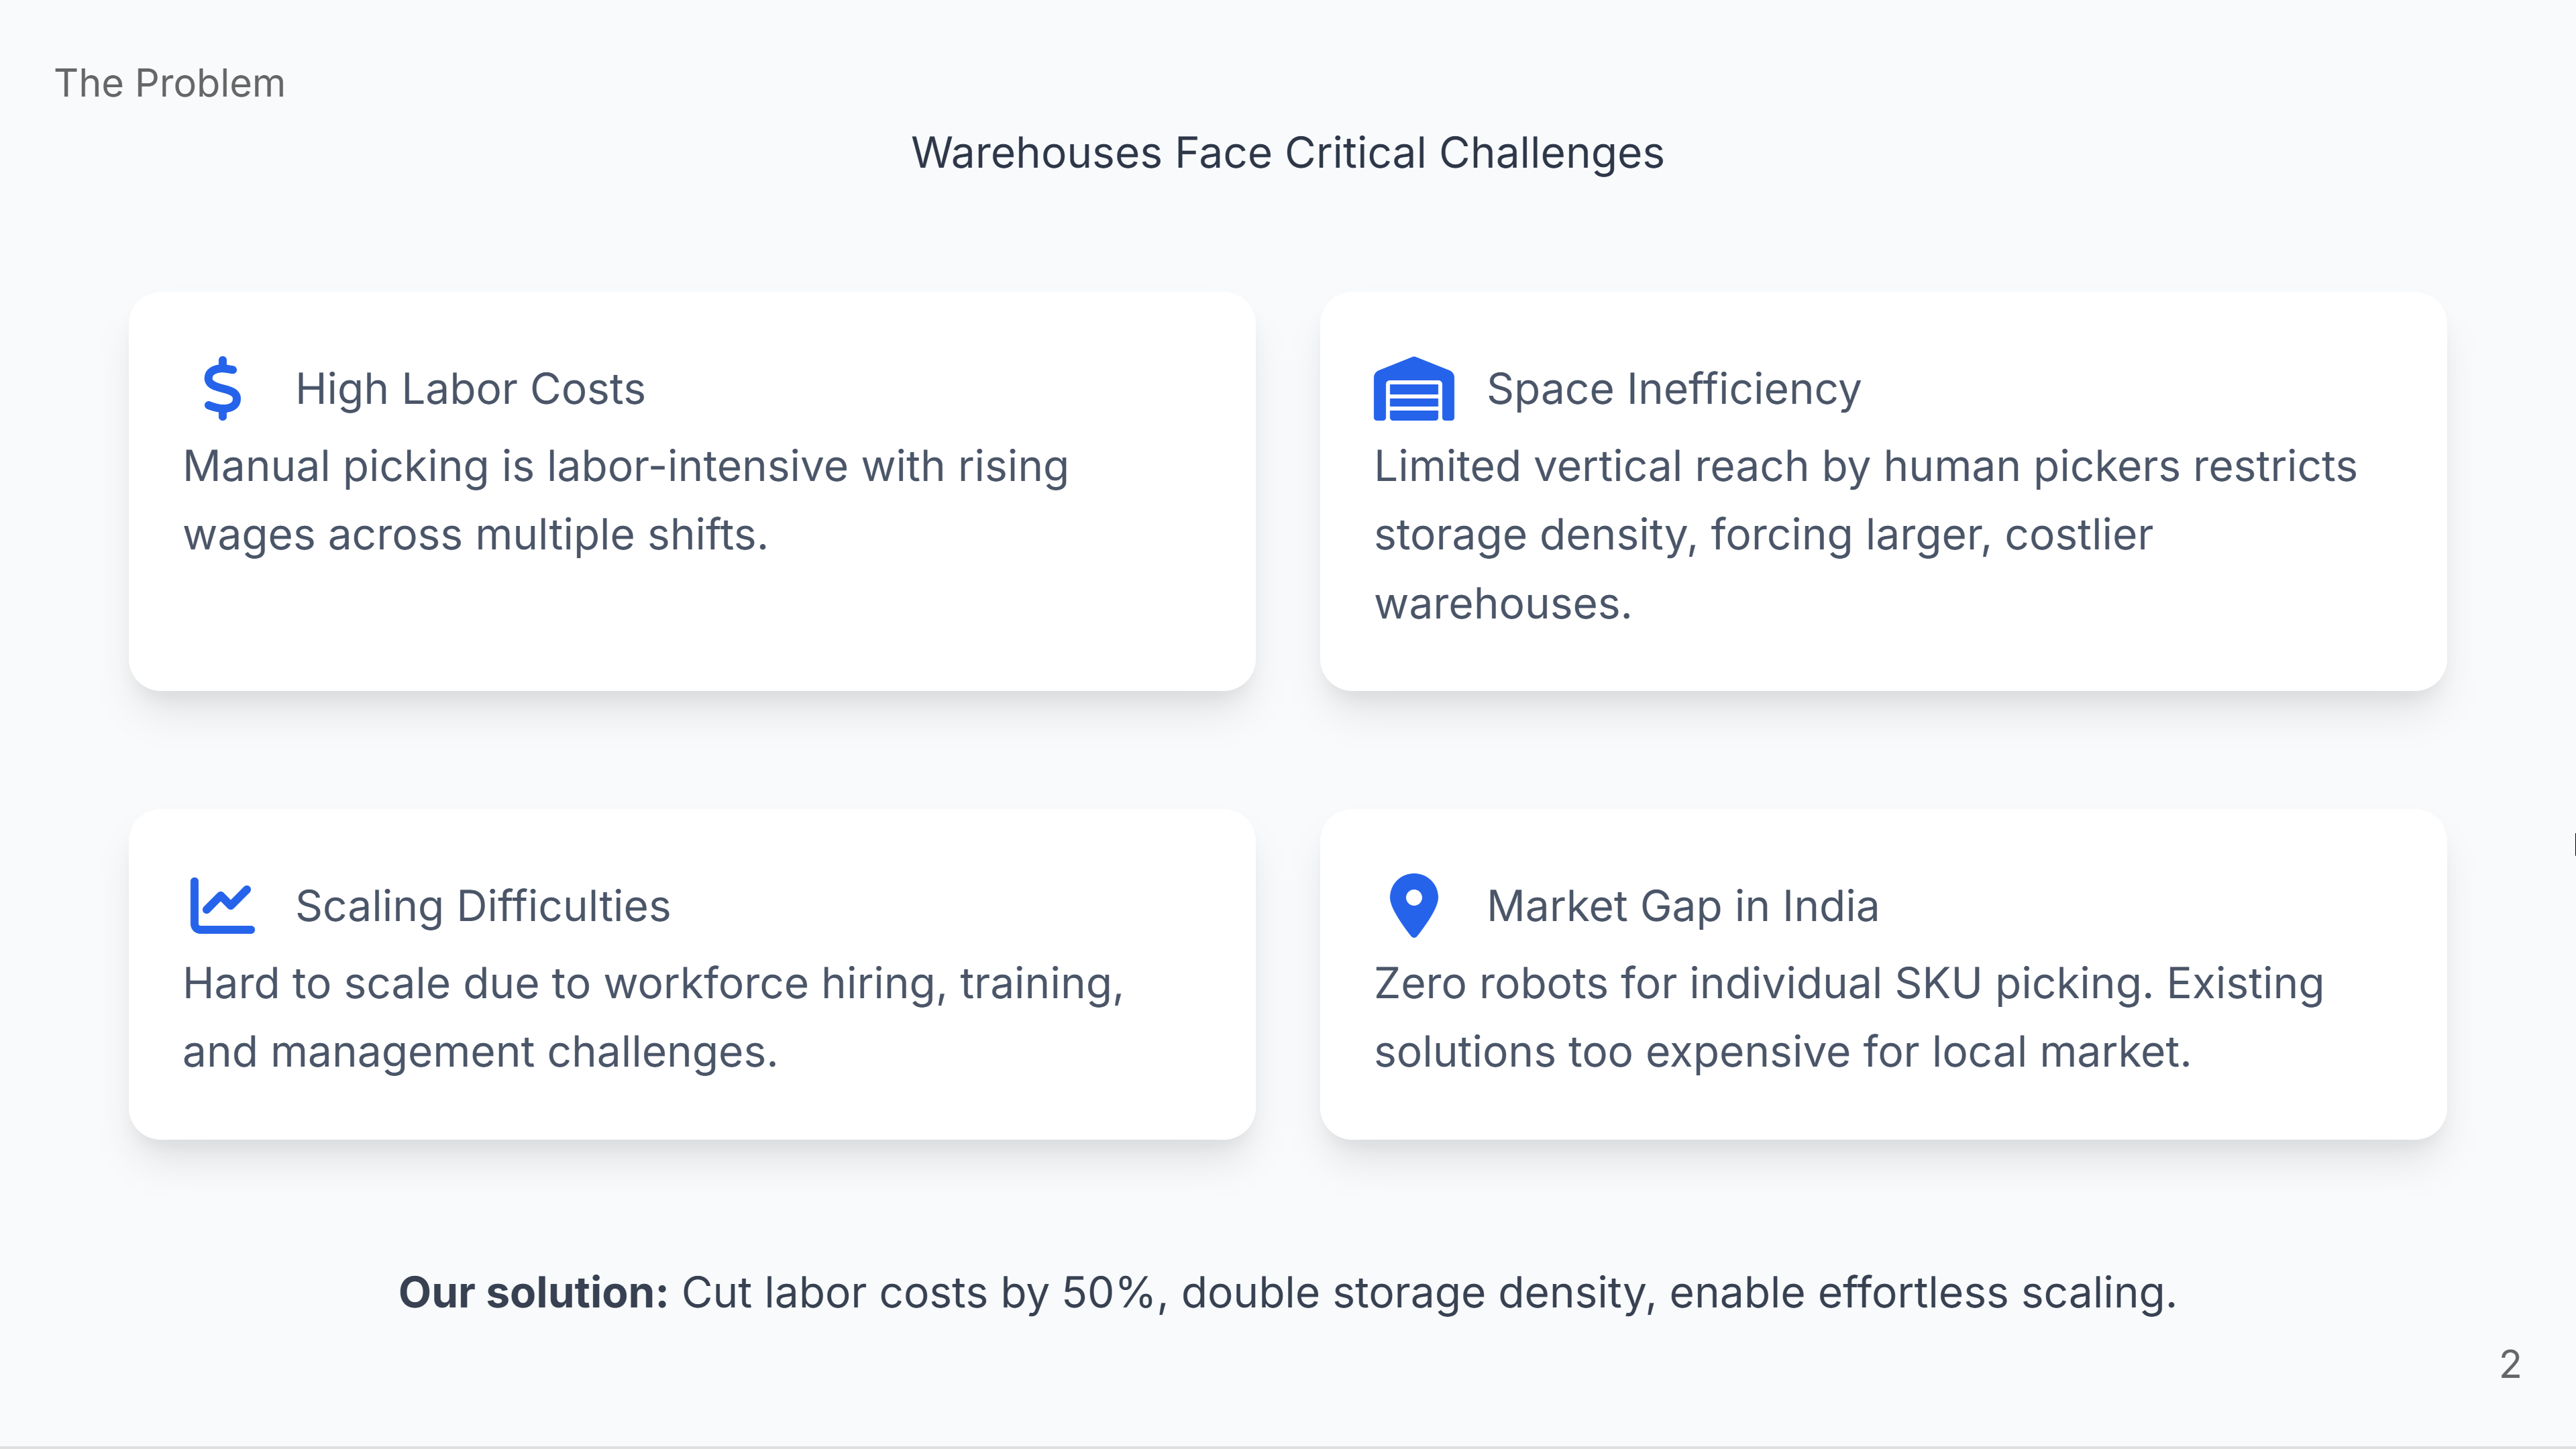 The Problem
Warehouses Face Critical Challenges
High Labor Costs
Manual picking is labor-intensive with rising
wages across multiple shifts.
Space Inefficiency
Limited vertical reach by human pickers restricts
storage density, forcing larger, costlier
warehouses.
Scaling Difficulties
Hard to scale due to workforce hiring, training,
and management challenges.
Market Gap in India
Zero robots for individual SKU picking. Existing
solutions too expensive for local market.
Our solution: Cut labor costs by 50%, double storage density, enable effortless scaling.
2